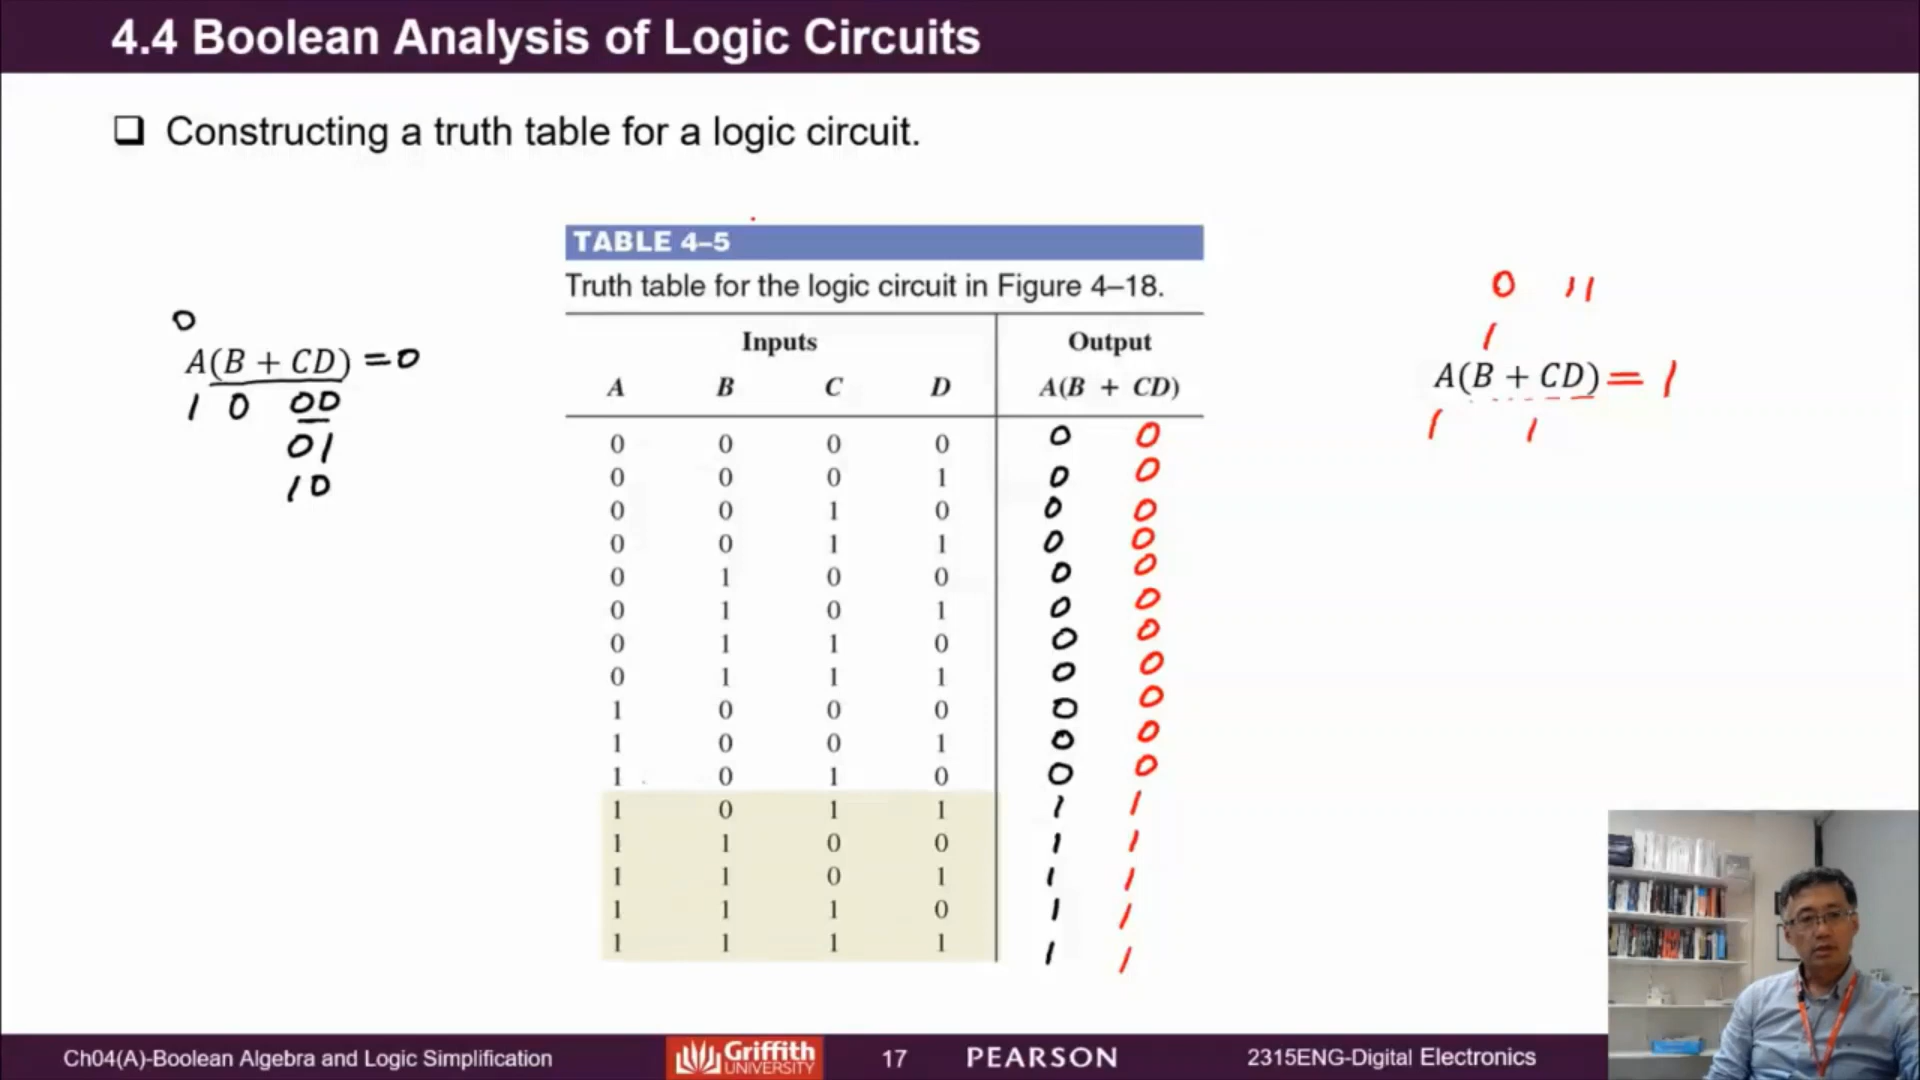 4.4 Boolean Analysis of Logic Circuits
❑ Constructing a truth table for a logic circuit.
0
A(B + CD) = 0
1 0 00
01
10
TABLE 4–5
Truth table for the logic circuit in Figure 4–18.
Inputs Output
A B C D A(B + CD)
0 0 0 0 0 0
0 0 0 1 0 0
0 0 1 0 0 0
0 0 1 1 0 0
0 1 0 0 0 0
0 1 0 1 0 0
0 1 1 0 0 0
0 1 1 1 0 0
1 0 0 0 0 0
1 0 0 1 0 0
1 0 1 0 0 0
1 0 1 1 1 1
1 1 0 0 1 1
1 1 0 1 1 1
1 1 1 0 1 1
1 1 1 1 1 1
0 11
1
A(B + CD) = 1
1 1
Ch04(A)-Boolean Algebra and Logic Simplification
Griffith
UNIVERSITY
17
PEARSON
2315ENG-Digital Electronics